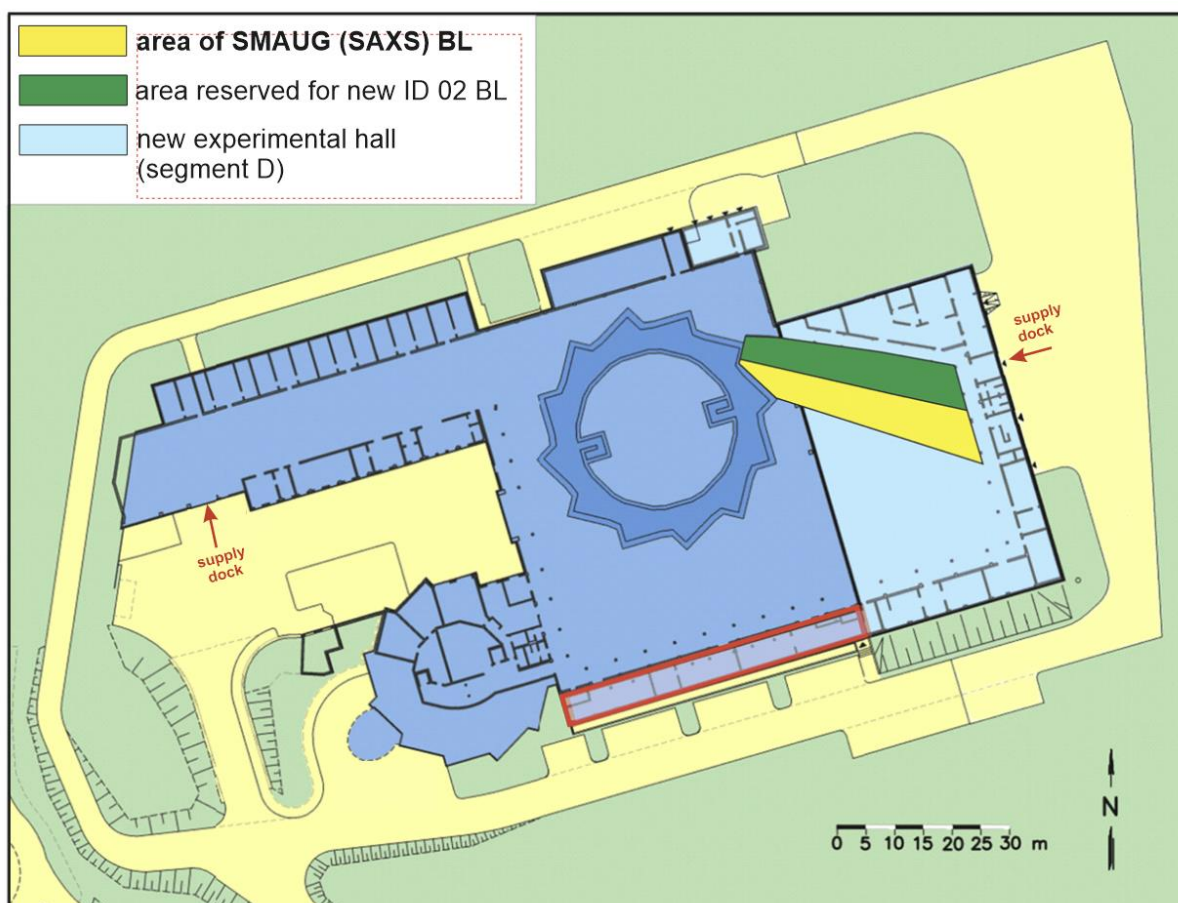 area of SMAUG (SAXS) BL
area reserved for new ID 02 BL
new experimental hall
(segment D)
supply
dock
supply
dock
N
0 5 10 15 20 25 30 m